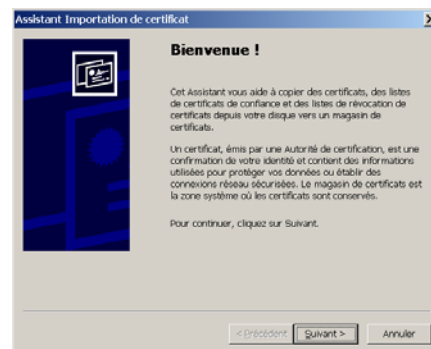 Assistant Importation de certificat
Bienvenue !
Cet Assistant vous aide à copier des certificats, des listes
de certificats de confiance et des listes de révocation de
certificats depuis votre disque vers un magasin de
certificats.
Un certificat, émis par une Autorité de certification, est une
confirmation de votre identité et contient des informations
utilisées pour protéger vos données ou établir des
connexions réseau sécurisées. Le magasin de certificats est
la zone système où les certificats sont conservés.
Pour continuer, cliquez sur Suivant.
< Précédent Suivant > Annuler